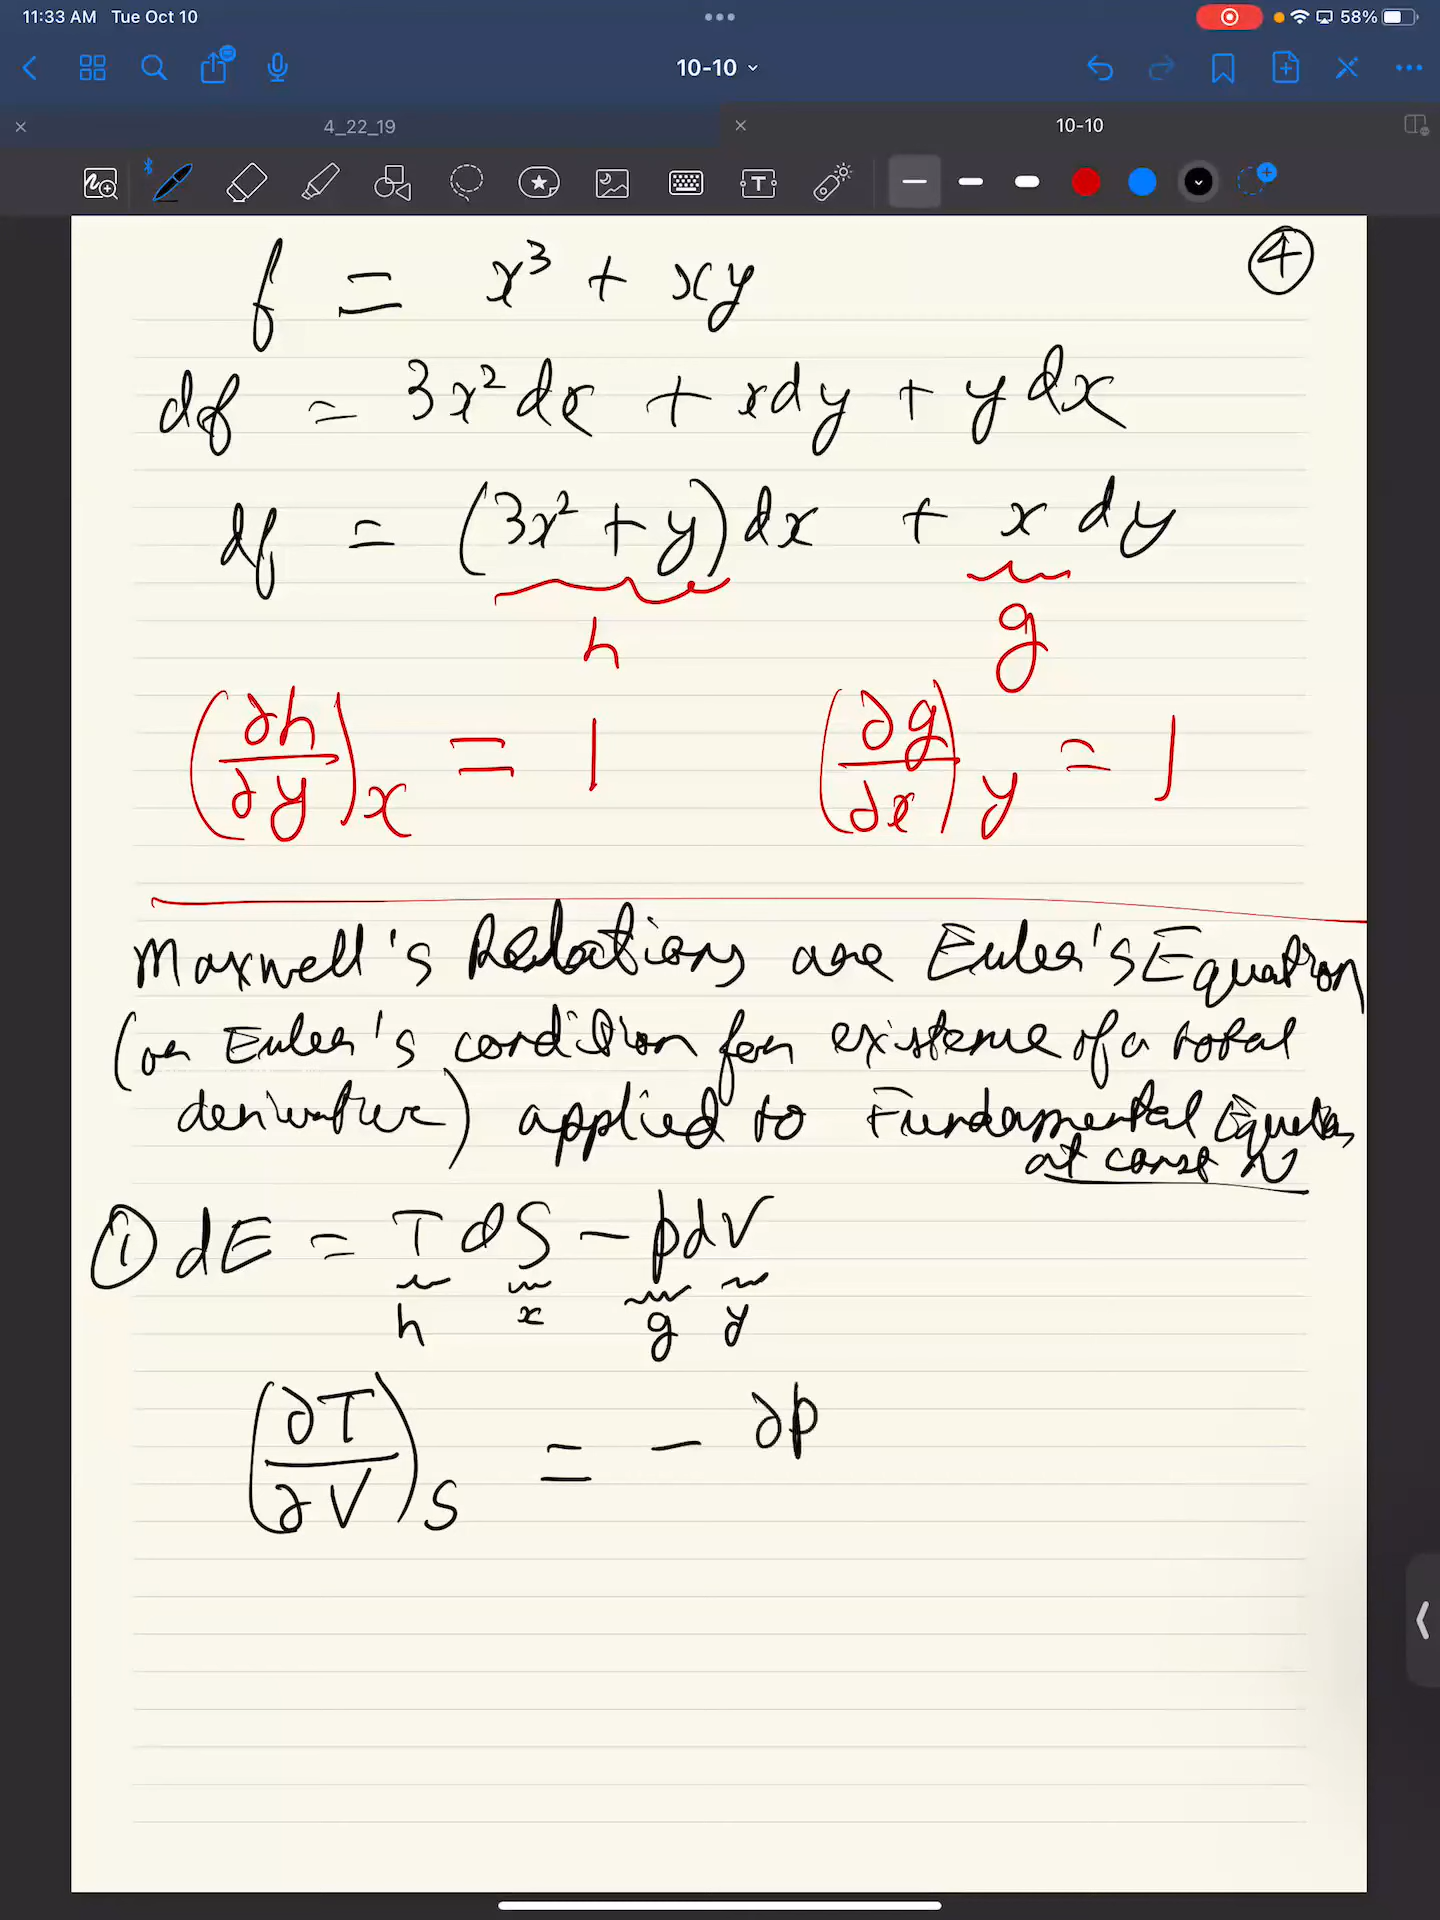 11:33 AM Tue Oct 10
58%
10-10
4_22_19
10-10
④
f = x³ + xy
df = 3x²dx + xdy + ydx
df = (3x² + y)dx + x dy
h g
(∂h/∂y)x = 1 (∂g/∂x)y = 1
Maxwell's Relations are Euler's Equation
(or Euler's condition for existence of a total
derivative) applied to Fundamental Equation
at const N
① dE = T dS - pdV
h x g y
(∂T/∂V)S = - ∂p